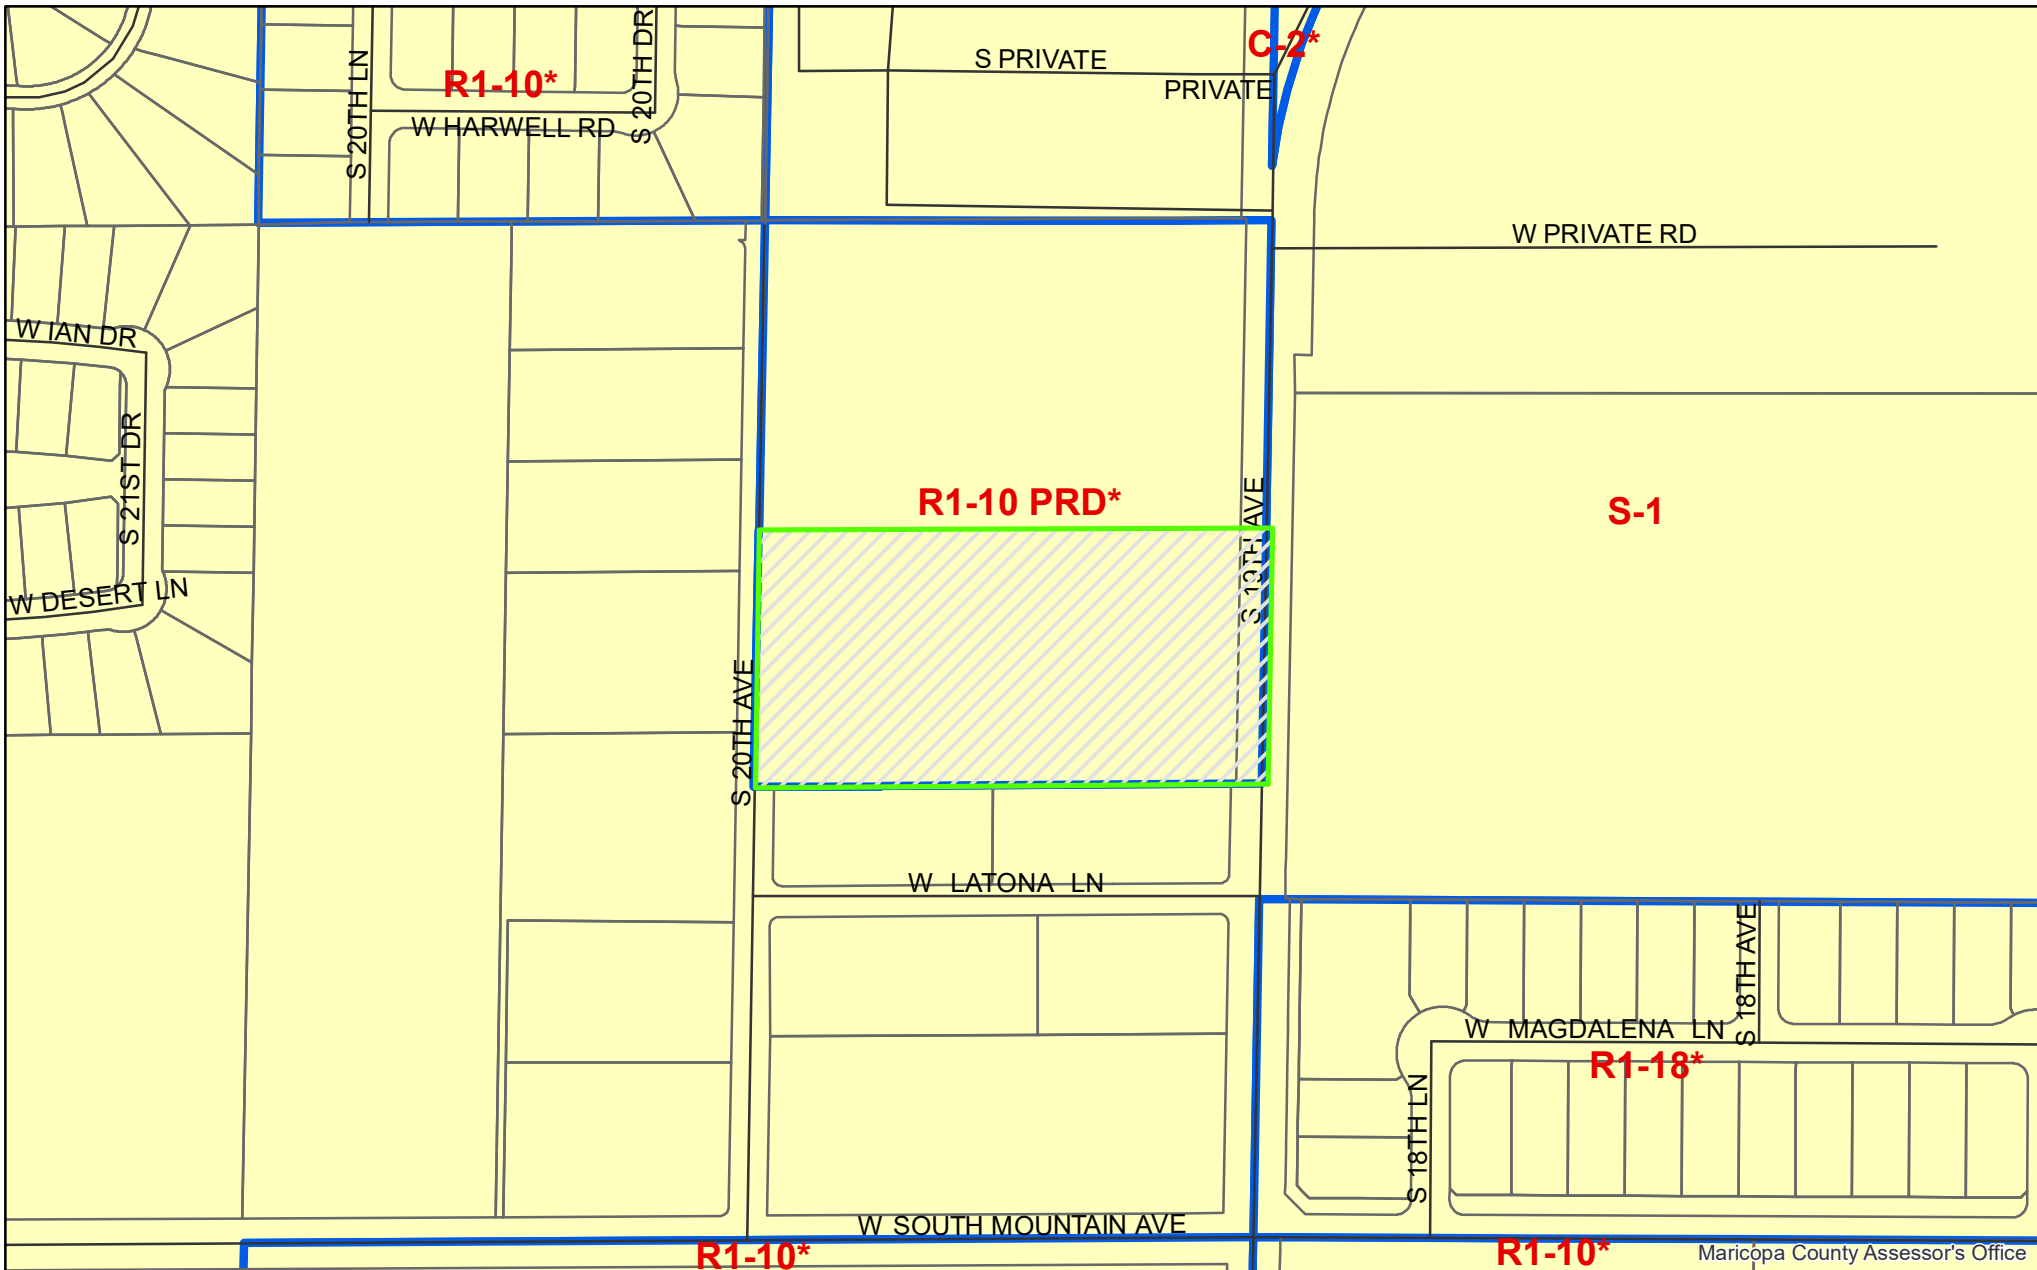 C-2*
S PRIVATE
PRIVATE
R1-10*
S 20TH LN
S 20TH DR
W HARWELL RD
W PRIVATE RD
W IAN DR
S 21ST DR
W DESERT LN
R1-10 PRD*
S 19TH AVE
S-1
S 20TH AVE
W LATONA LN
S 18TH AVE
W MAGDALENA LN
R1-18*
S 18TH LN
W SOUTH MOUNTAIN AVE
R1-10*
R1-10*
Maricopa County Assessor's Office